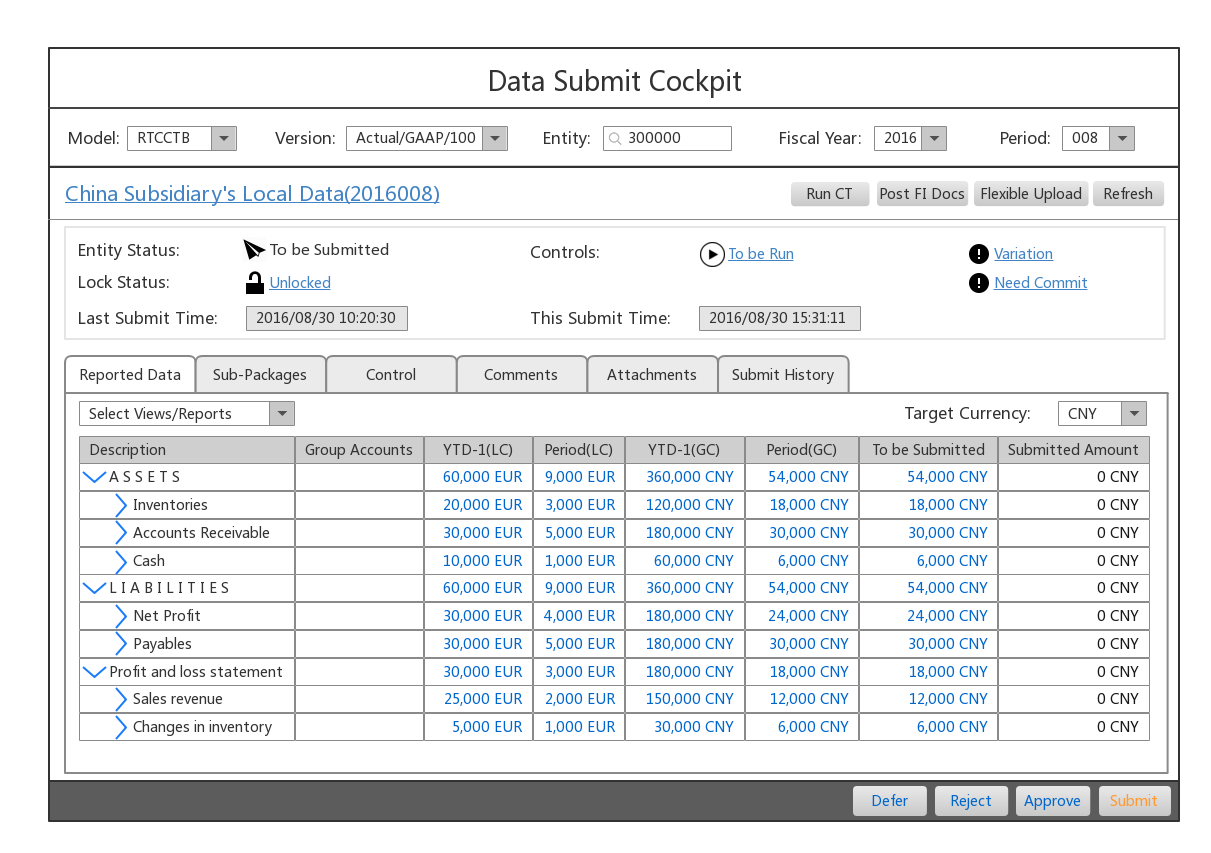 Data Submit Cockpit
Model: RTCCTB Version: Actual/GAAP/100 Entity: 300000 Fiscal Year: 2016 Period: 008
China Subsidiary's Local Data(2016008) Run CT Post FI Docs Flexible Upload Refresh
Entity Status: To be Submitted Controls: To be Run Variation
Lock Status: Unlocked Need Commit
Last Submit Time: 2016/08/30 10:20:30 This Submit Time: 2016/08/30 15:31:11
Reported Data Sub-Packages Control Comments Attachments Submit History
Select Views/Reports Target Currency: CNY
Description Group Accounts YTD-1(LC) Period(LC) YTD-1(GC) Period(GC) To be Submitted Submitted Amount
A S S E T S 60,000 EUR 9,000 EUR 360,000 CNY 54,000 CNY 54,000 CNY 0 CNY
Inventories 20,000 EUR 3,000 EUR 120,000 CNY 18,000 CNY 18,000 CNY 0 CNY
Accounts Receivable 30,000 EUR 5,000 EUR 180,000 CNY 30,000 CNY 30,000 CNY 0 CNY
Cash 10,000 EUR 1,000 EUR 60,000 CNY 6,000 CNY 6,000 CNY 0 CNY
L I A B I L I T I E S 60,000 EUR 9,000 EUR 360,000 CNY 54,000 CNY 54,000 CNY 0 CNY
Net Profit 30,000 EUR 4,000 EUR 180,000 CNY 24,000 CNY 24,000 CNY 0 CNY
Payables 30,000 EUR 5,000 EUR 180,000 CNY 30,000 CNY 30,000 CNY 0 CNY
Profit and loss statement 30,000 EUR 3,000 EUR 180,000 CNY 18,000 CNY 18,000 CNY 0 CNY
Sales revenue 25,000 EUR 2,000 EUR 150,000 CNY 12,000 CNY 12,000 CNY 0 CNY
Changes in inventory 5,000 EUR 1,000 EUR 30,000 CNY 6,000 CNY 6,000 CNY 0 CNY
Defer Reject Approve Submit